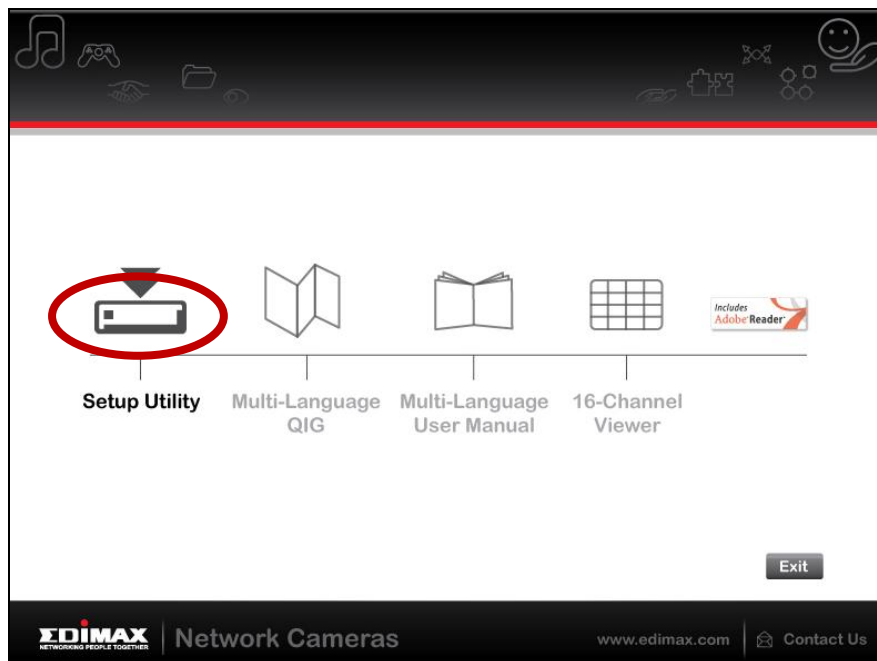 Includes
Adobe Reader
Setup Utility
Multi-Language
QIG
Multi-Language
User Manual
16-Channel
Viewer
Exit
EDIMAX
NETWORKING PEOPLE TOGETHER
Network Cameras
www.edimax.com
Contact Us